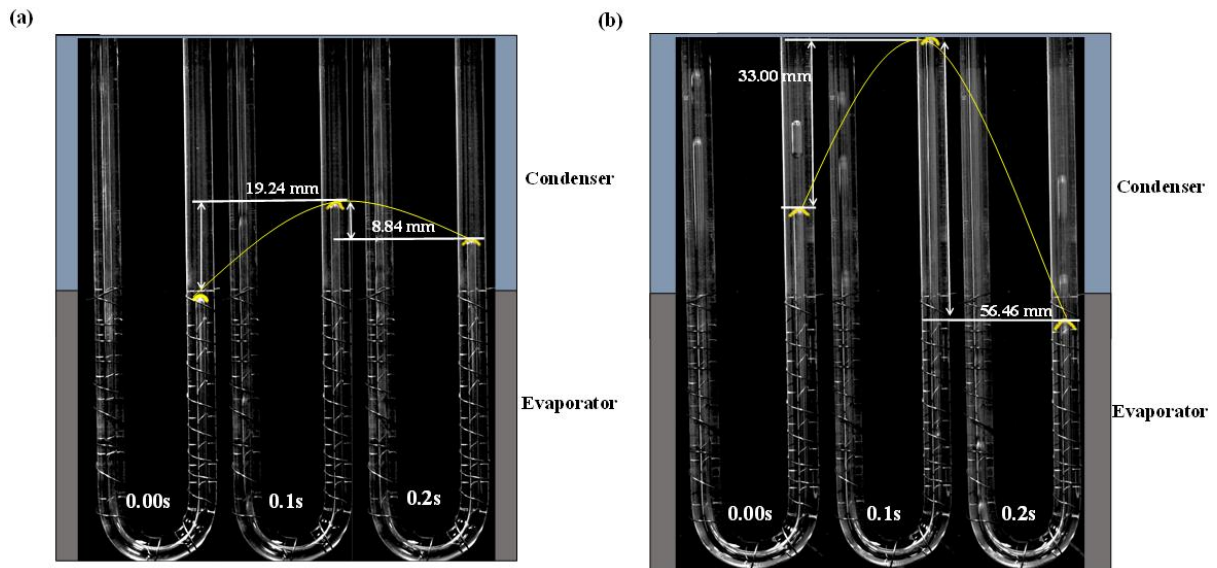 (a)
(b)
19.24 mm
8.84 mm
Condenser
Evaporator
0.00s
0.1s
0.2s
33.00 mm
56.46 mm
Condenser
Evaporator
0.00s
0.1s
0.2s